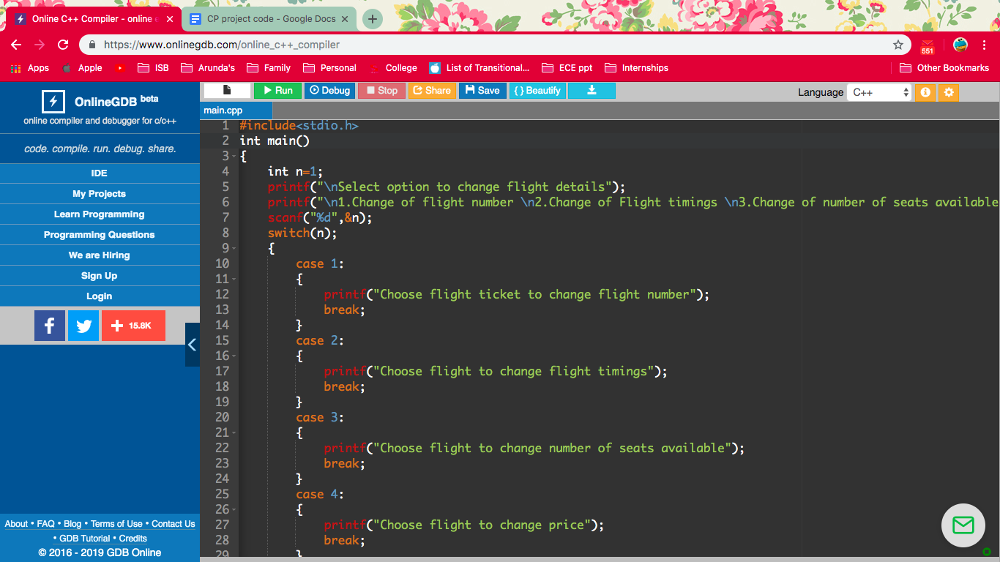 Online C++ Compiler - online e
CP project code - Google Docs
https://www.onlinegdb.com/online_c++_compiler
551
Apps Apple ISB Arunda's Family Personal College List of Transitional... ECE ppt Internships Other Bookmarks
OnlineGDB beta
online compiler and debugger for c/c++
code. compile. run. debug. share.
IDE
My Projects
Learn Programming
Programming Questions
We are Hiring
Sign Up
Login
15.8K
About • FAQ • Blog • Terms of Use • Contact Us
• GDB Tutorial • Credits
© 2016 - 2019 GDB Online
Run Debug Stop Share Save { } Beautify Language C++
main.cpp
1 #include<stdio.h>
2 int main()
3 {
4 int n=1;
5 printf("\nSelect option to change flight details");
6 printf("\n1.Change of flight number \n2.Change of Flight timings \n3.Change of number of seats available
7 scanf("%d",&n);
8 switch(n);
9 {
10 case 1:
11 {
12 printf("Choose flight ticket to change flight number");
13 break;
14 }
15 case 2:
16 {
17 printf("Choose flight to change flight timings");
18 break;
19 }
20 case 3:
21 {
22 printf("Choose flight to change number of seats available");
23 break;
24 }
25 case 4:
26 {
27 printf("Choose flight to change price");
28 break;
29 }